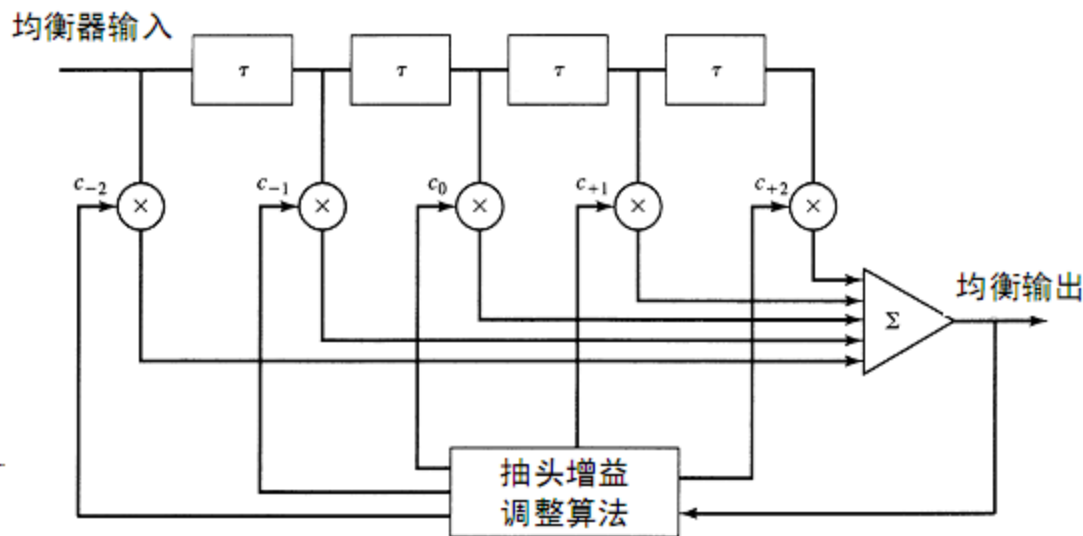 均衡器输入
τ τ τ τ
c₋₂ c₋₁ c₀ c₊₁ c₊₂
× × × × ×
均衡输出
Σ
抽头增益
调整算法